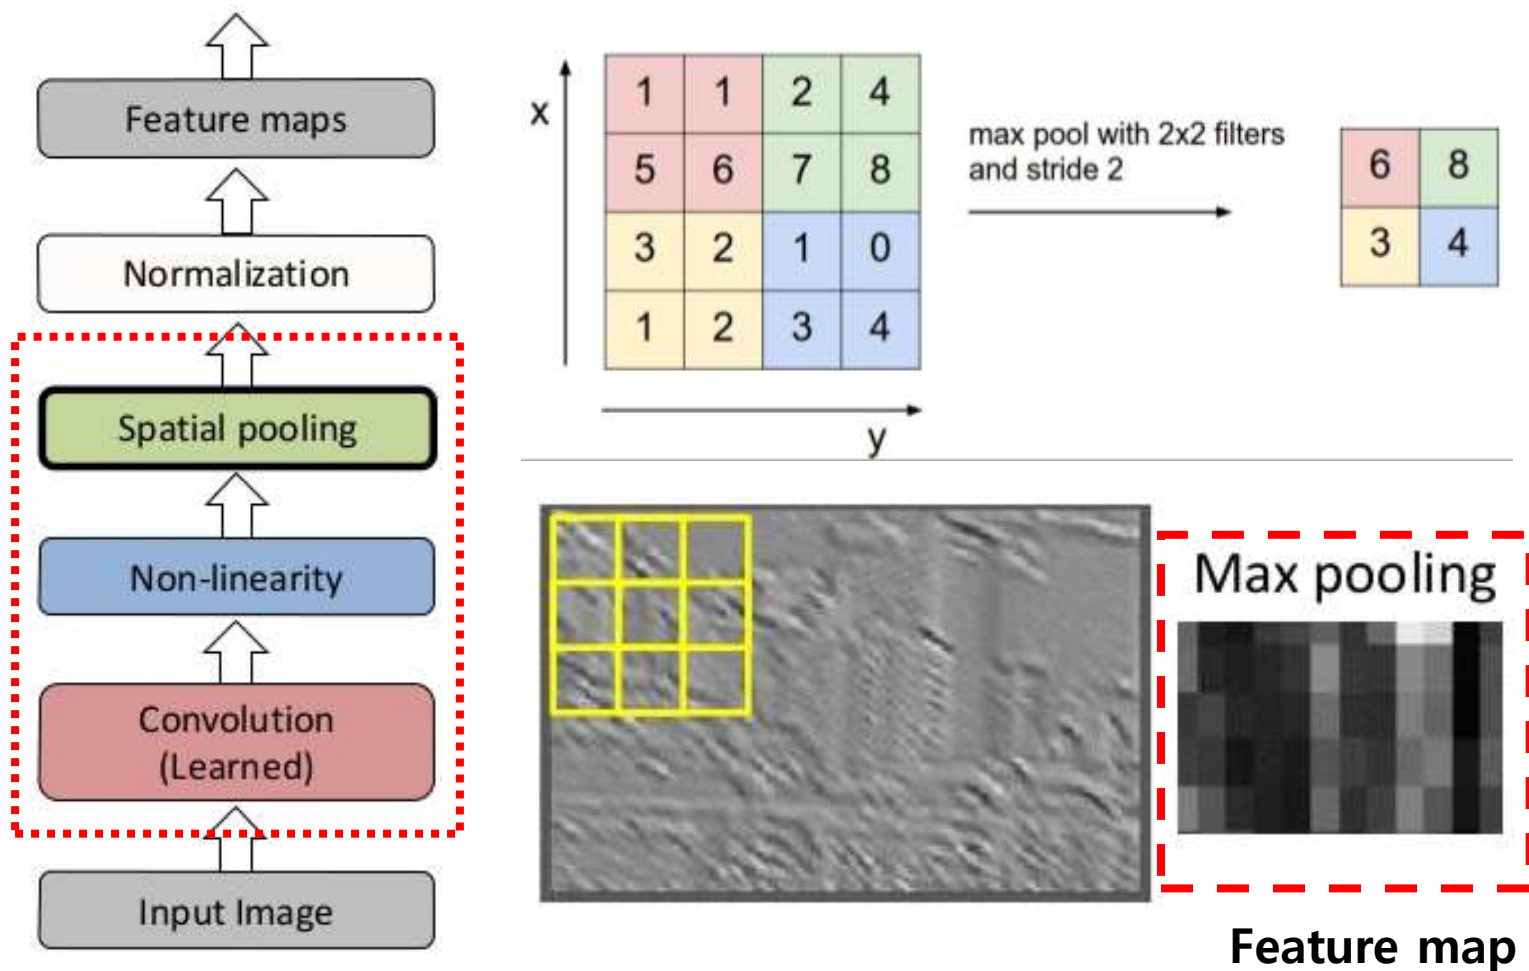 Feature maps
Normalization
Spatial pooling
Non-linearity
Convolution
(Learned)
Input Image
x
1 1 2 4
5 6 7 8
3 2 1 0
1 2 3 4
y
max pool with 2x2 filters
and stride 2
6 8
3 4
Max pooling
Feature map